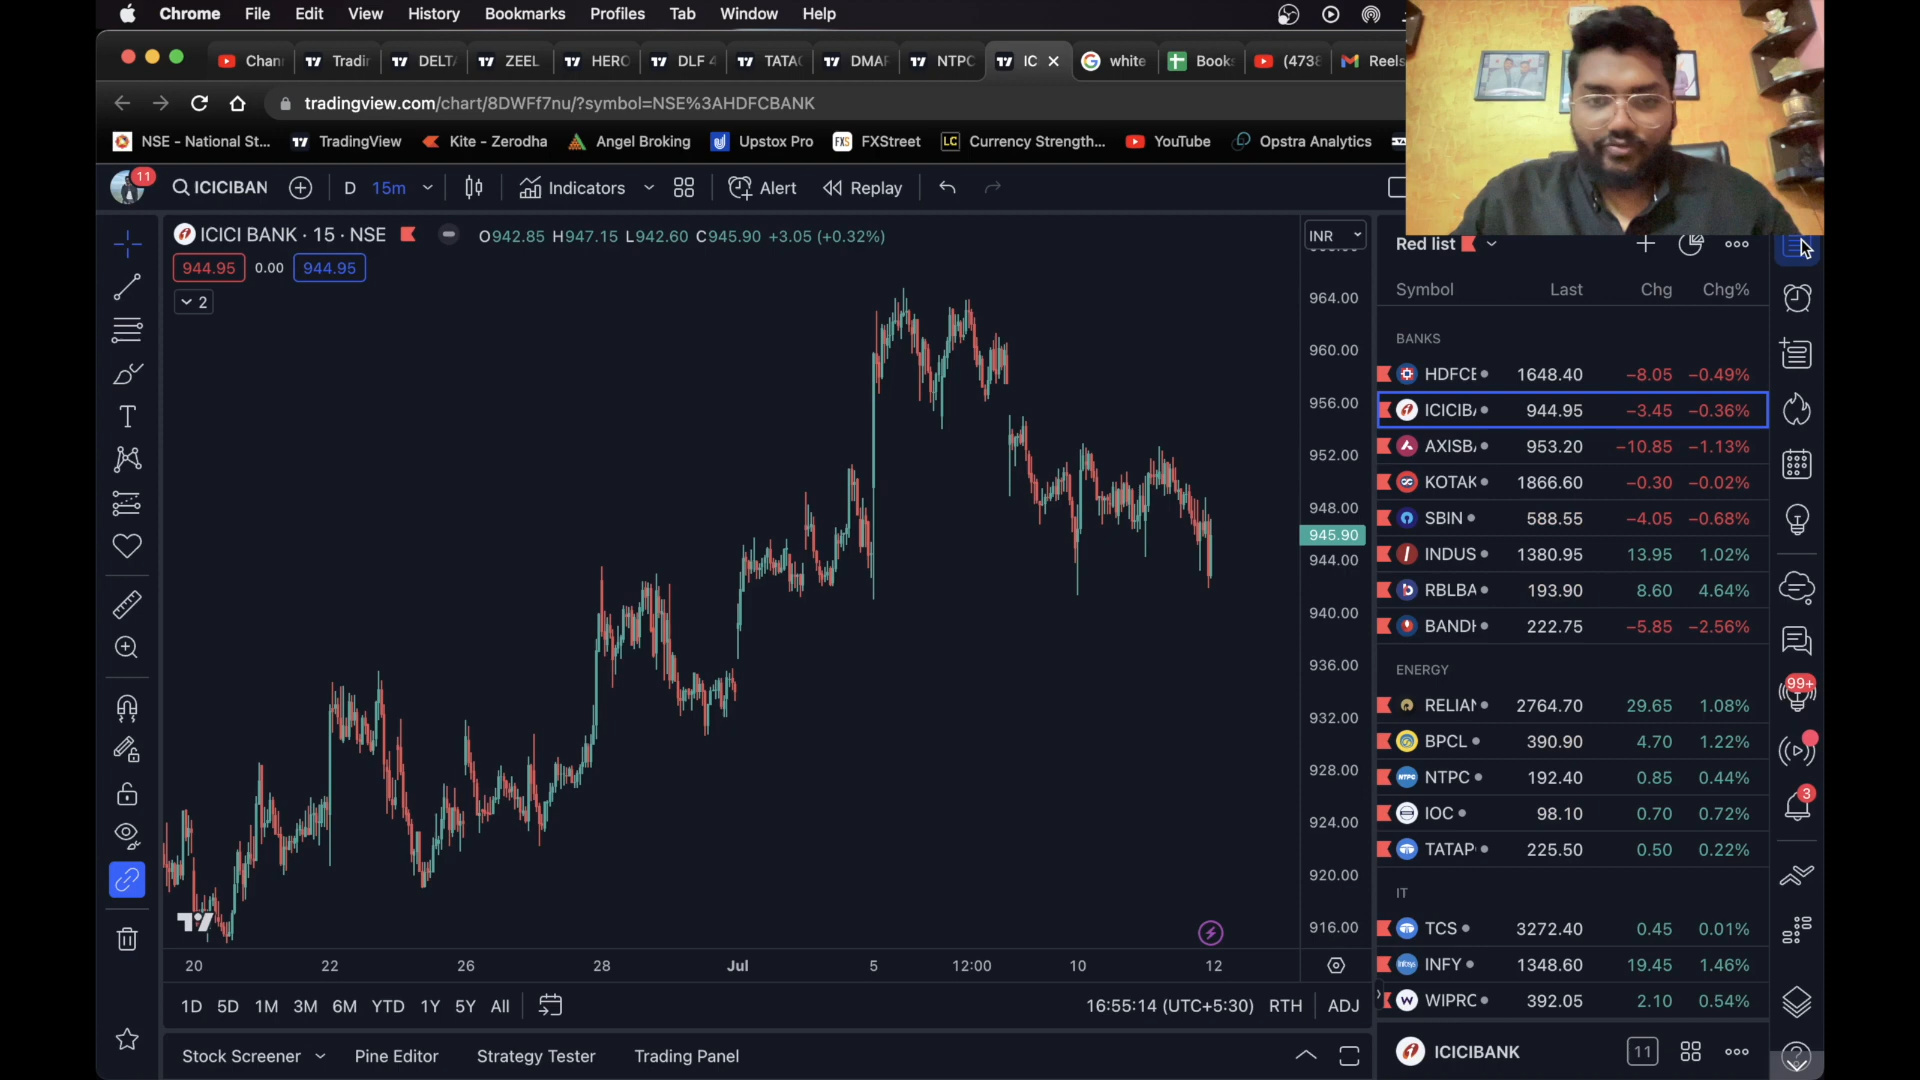 Chrome File Edit View History Bookmarks Profiles Tab Window Help
Chan Tradin DELTA ZEEL HERO DLF 4 TATAC DMAR NTPC IC white Books (4738 Gmail Reels
tradingview.com/chart/8DWFf7nu/?symbol=NSE%3AHDFCBANK
NSE - National St... TradingView Kite - Zerodha Angel Broking FXS FXStreet LC Currency Strength... YouTube Opstra Analytics
Upstox Pro
11 ICICIBAN D 15m Indicators Alert Replay
ICICI BANK · 15 · NSE O942.85 H947.15 L942.60 C945.90 +3.05 (+0.32%)
944.95 0.00 944.95
2
INR
964.00
960.00
956.00
952.00
948.00
945.90
944.00
940.00
936.00
932.00
928.00
924.00
920.00
916.00
20 22 26 28 Jul 5 12:00 10 12
1D 5D 1M 3M 6M YTD 1Y 5Y All
16:55:14 (UTC+5:30) RTH ADJ
Stock Screener Pine Editor Strategy Tester Trading Panel
Red list
Symbol Last Chg Chg%
BANKS
HDFCE 1648.40 −8.05 −0.49%
ICICIB 944.95 −3.45 −0.36%
AXISB 953.20 −10.85 −1.13%
KOTAK 1866.60 −0.30 −0.02%
SBIN 588.55 −4.05 −0.68%
INDUS 1380.95 13.95 1.02%
RBLBA 193.90 8.60 4.64%
BANDH 222.75 −5.85 −2.56%
ENERGY
RELIAN 2764.70 29.65 1.08%
BPCL 390.90 4.70 1.22%
NTPC 192.40 0.85 0.44%
IOC 98.10 0.70 0.72%
TATAP 225.50 0.50 0.22%
IT
TCS 3272.40 0.45 0.01%
INFY 1348.60 19.45 1.46%
WIPRO 392.05 2.10 0.54%
ICICIBANK 11
99+
3